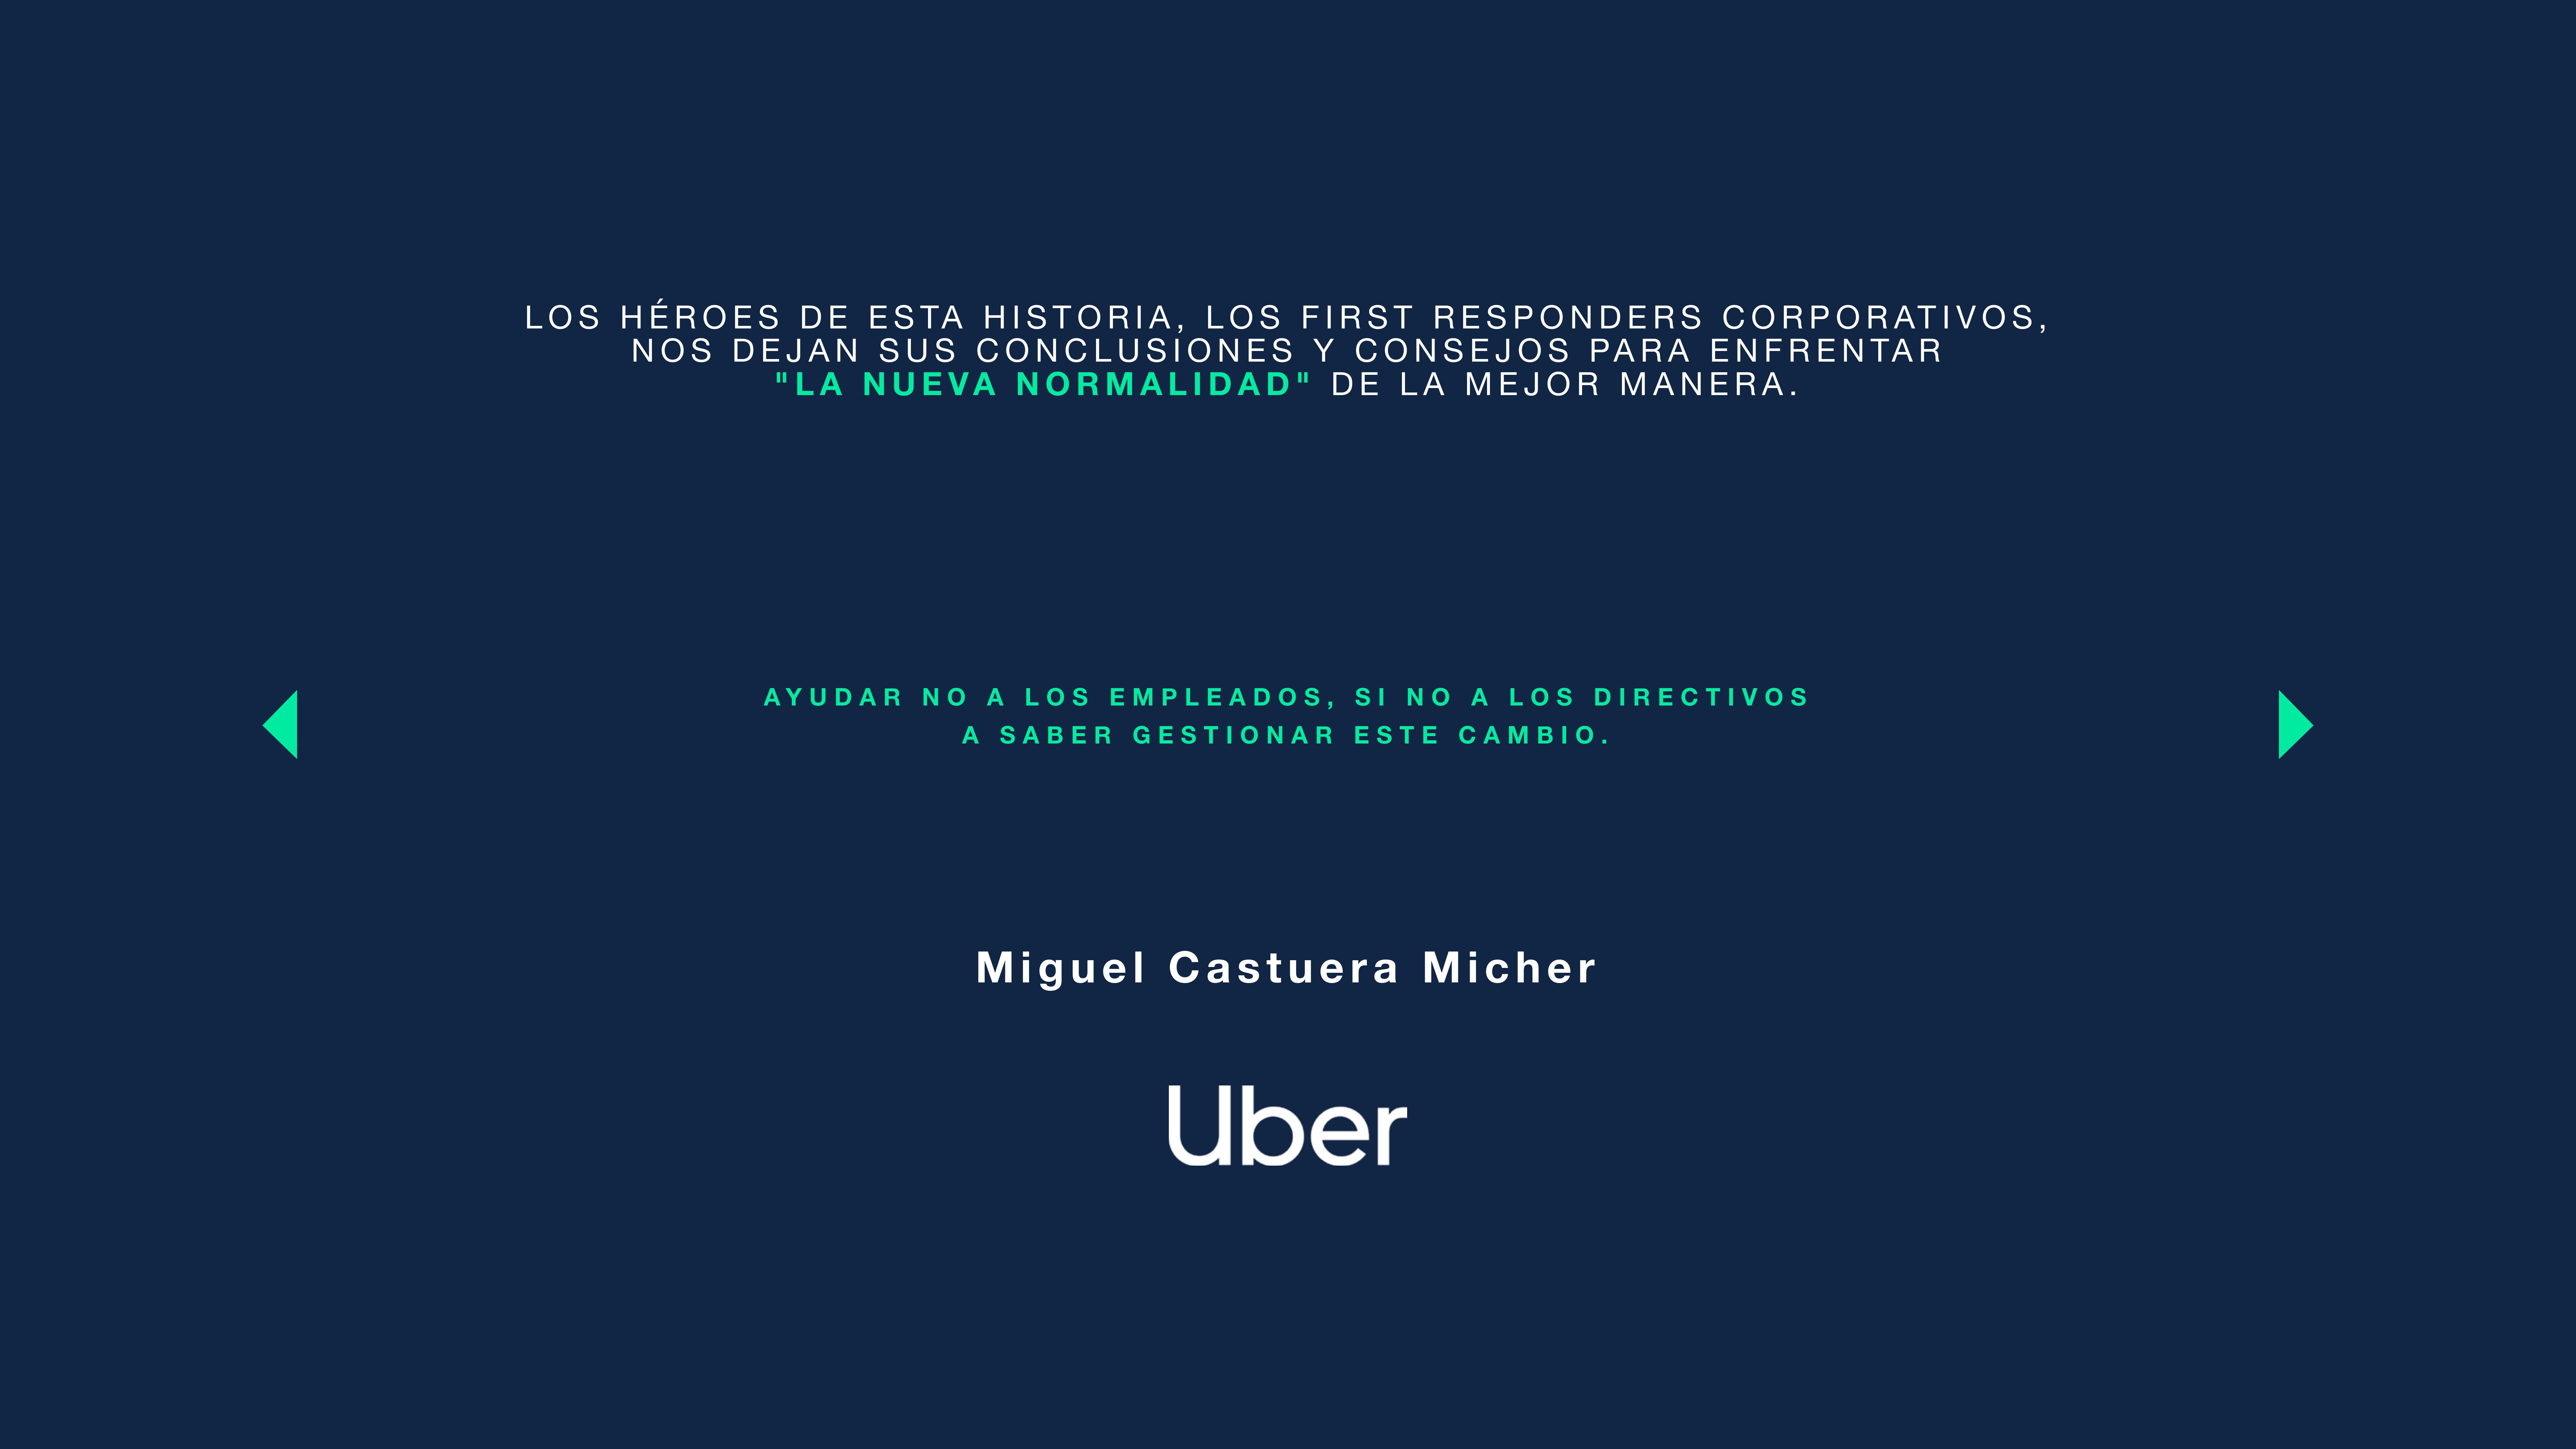 LOS HÉROES DE ESTA HISTORIA, LOS FIRST RESPONDERS CORPORATIVOS,
NOS DEJAN SUS CONCLUSIONES Y CONSEJOS PARA ENFRENTAR
"LA NUEVA NORMALIDAD" DE LA MEJOR MANERA.
AYUDAR NO A LOS EMPLEADOS, SI NO A LOS DIRECTIVOS
A SABER GESTIONAR ESTE CAMBIO.
Miguel Castuera Micher
Uber